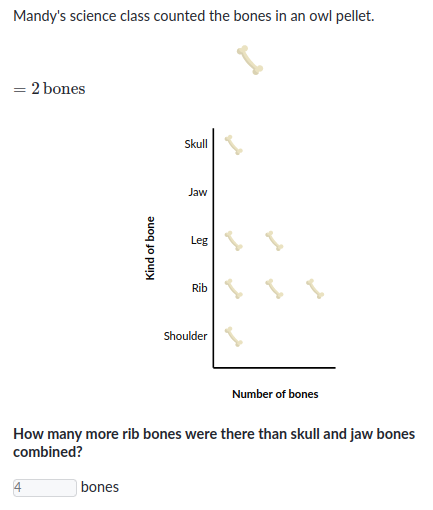 Mandy's science class counted the bones in an owl pellet.
= 2 bones
Kind of bone
Skull
Jaw
Leg
Rib
Shoulder
Number of bones
How many more rib bones were there than skull and jaw bones
combined?
4 bones